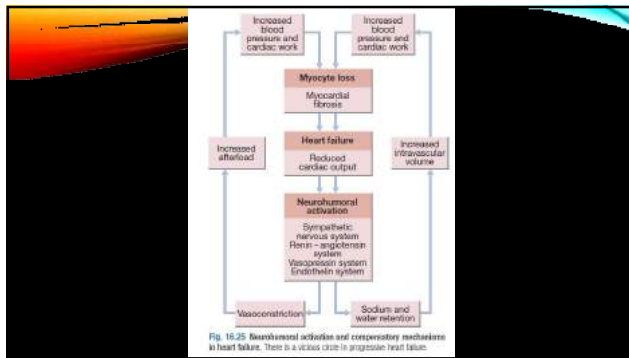 Increased
blood
pressure and
cardiac work
Increased
blood
pressure and
cardiac work
Myocyte loss
Myocardial
fibrosis
Heart failure
Reduced
cardiac output
Increased
afterload
Increased
intravascular
volume
Neurohumoral
activation
Sympathetic
nervous system
Renin – angiotensin
system
Vasopressin system
Endothelin system
Vasoconstriction
Sodium and
water retention
Fig. 16.25 Neurohumoral activation and compensatory mechanisms
in heart failure. There is a vicious circle in progressive heart failure.